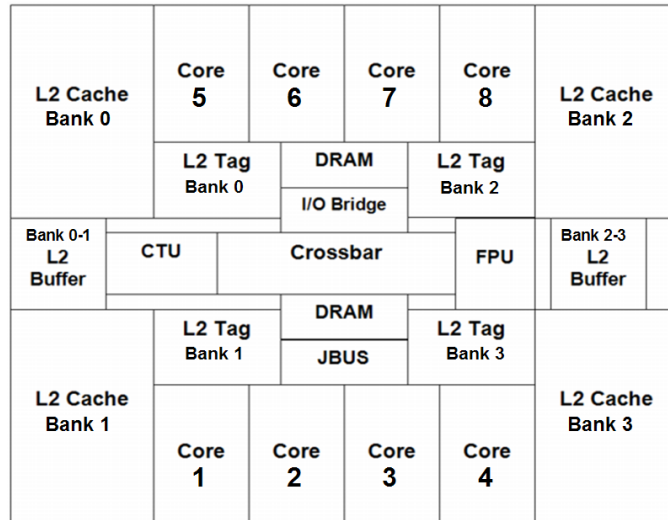 L2 Cache
Bank 0
Core
5
Core
6
Core
7
Core
8
L2 Cache
Bank 2
L2 Tag
Bank 0
DRAM
L2 Tag
Bank 2
I/O Bridge
Bank 0-1
L2
Buffer
CTU
Crossbar
FPU
Bank 2-3
L2
Buffer
DRAM
L2 Tag
Bank 1
JBUS
L2 Tag
Bank 3
L2 Cache
Bank 1
Core
1
Core
2
Core
3
Core
4
L2 Cache
Bank 3